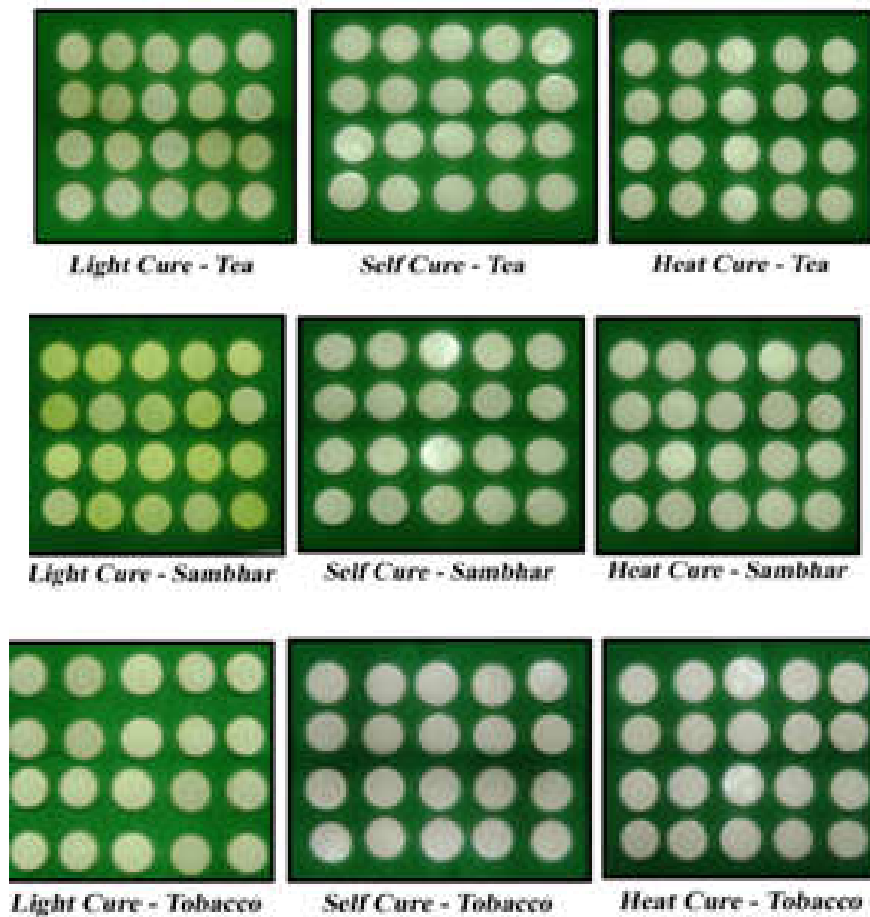 Light Cure - Tea
Self Cure - Tea
Heat Cure - Tea
Light Cure - Sambhar
Self Cure - Sambhar
Heat Cure - Sambhar
Light Cure - Tobacco
Self Cure - Tobacco
Heat Cure - Tobacco